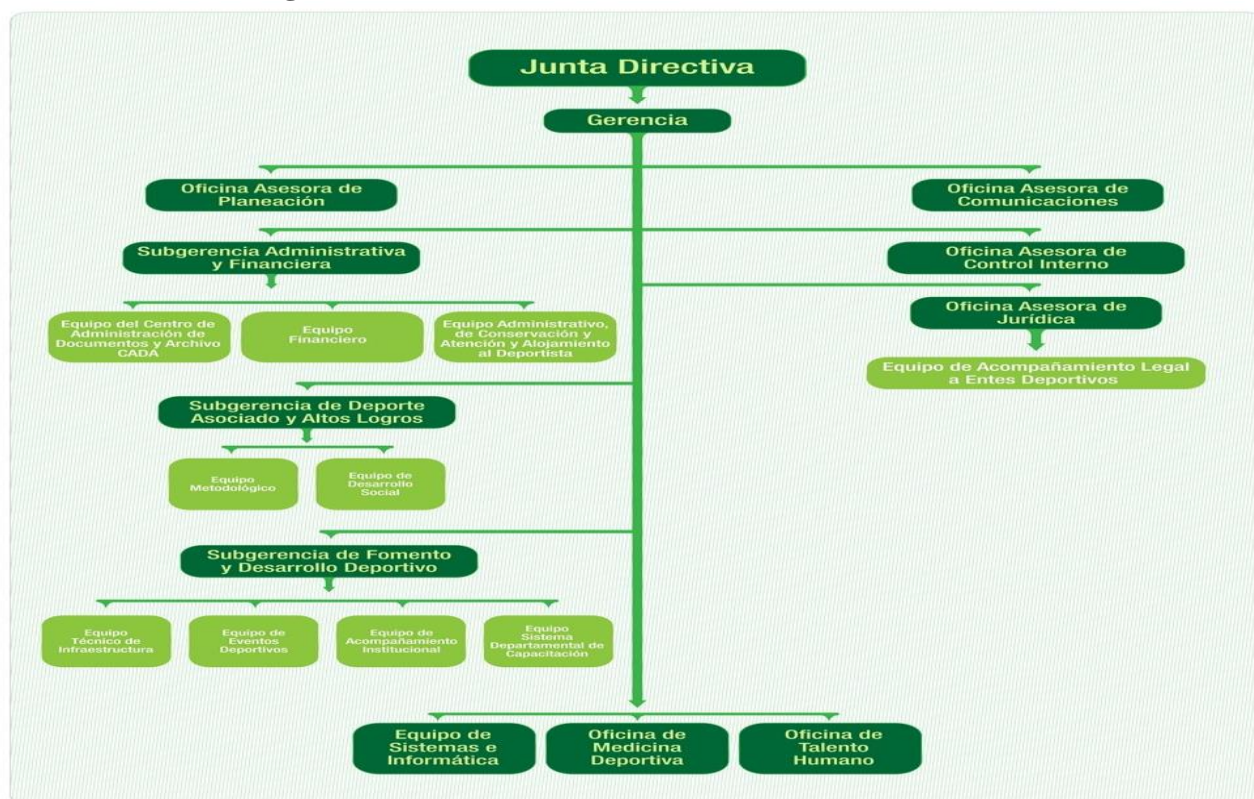 Junta Directiva
Gerencia
Oficina Asesora de
Planeación
Oficina Asesora de
Comunicaciones
Subgerencia Administrativa
y Financiera
Oficina Asesora de
Control Interno
Equipo del Centro de
Administración de
Documentos y Archivo
CADA
Equipo
Financiero
Equipo Administrativo,
de Conservación y
Atención y Alojamiento
al Deportista
Oficina Asesora de
Jurídica
Equipo de Acompañamiento Legal
a Entes Deportivos
Subgerencia de Deporte
Asociado y Altos Logros
Equipo
Metodológico
Equipo de
Desarrollo
Social
Subgerencia de Fomento
y Desarrollo Deportivo
Equipo
Técnico de
Infraestructura
Equipo de
Eventos
Deportivos
Equipo de
Acompañamiento
Institucional
Equipo
Sistema
Departamental de
Capacitación
Equipo de
Sistemas e
Informática
Oficina de
Medicina
Deportiva
Oficina de
Talento
Humano